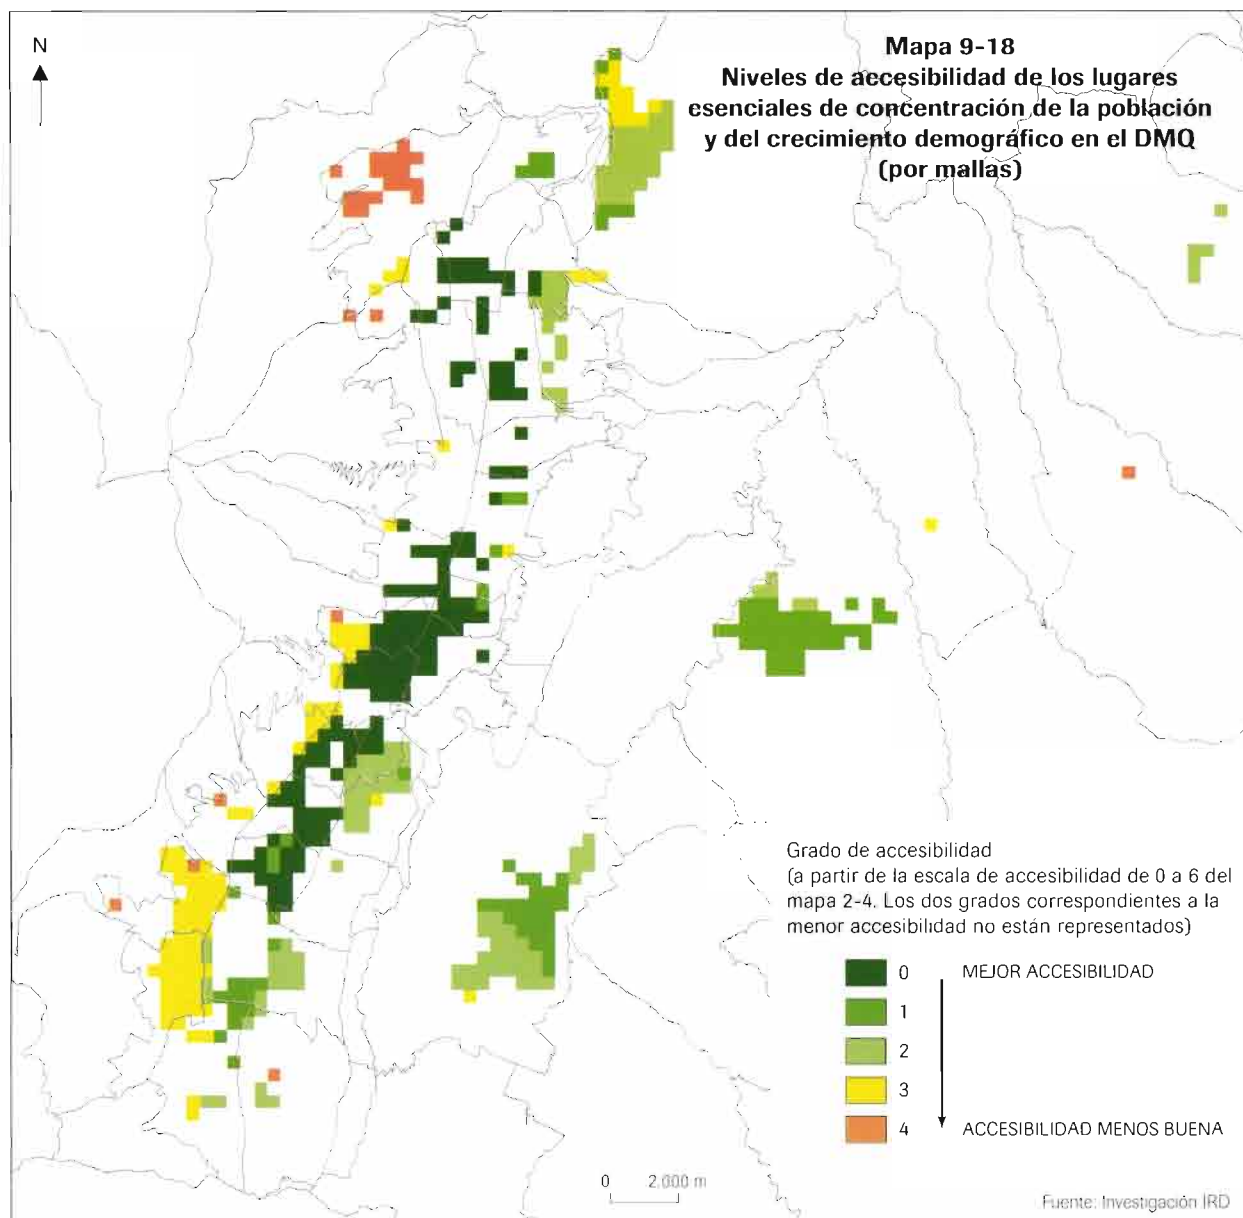 N
Mapa 9-18
Niveles de accesibilidad de los lugares
esenciales de concentración de la población
y del crecimiento demográfico en el DMQ
(por mallas)
Grado de accesibilidad
(a partir de la escala de accesibilidad de 0 a 6 del
mapa 2-4. Los dos grados correspondientes a la
menor accesibilidad no están representados)
0 MEJOR ACCESIBILIDAD
1
2
3
4 ACCESIBILIDAD MENOS BUENA
0 2.000 m
Fuente: Investigación IRD